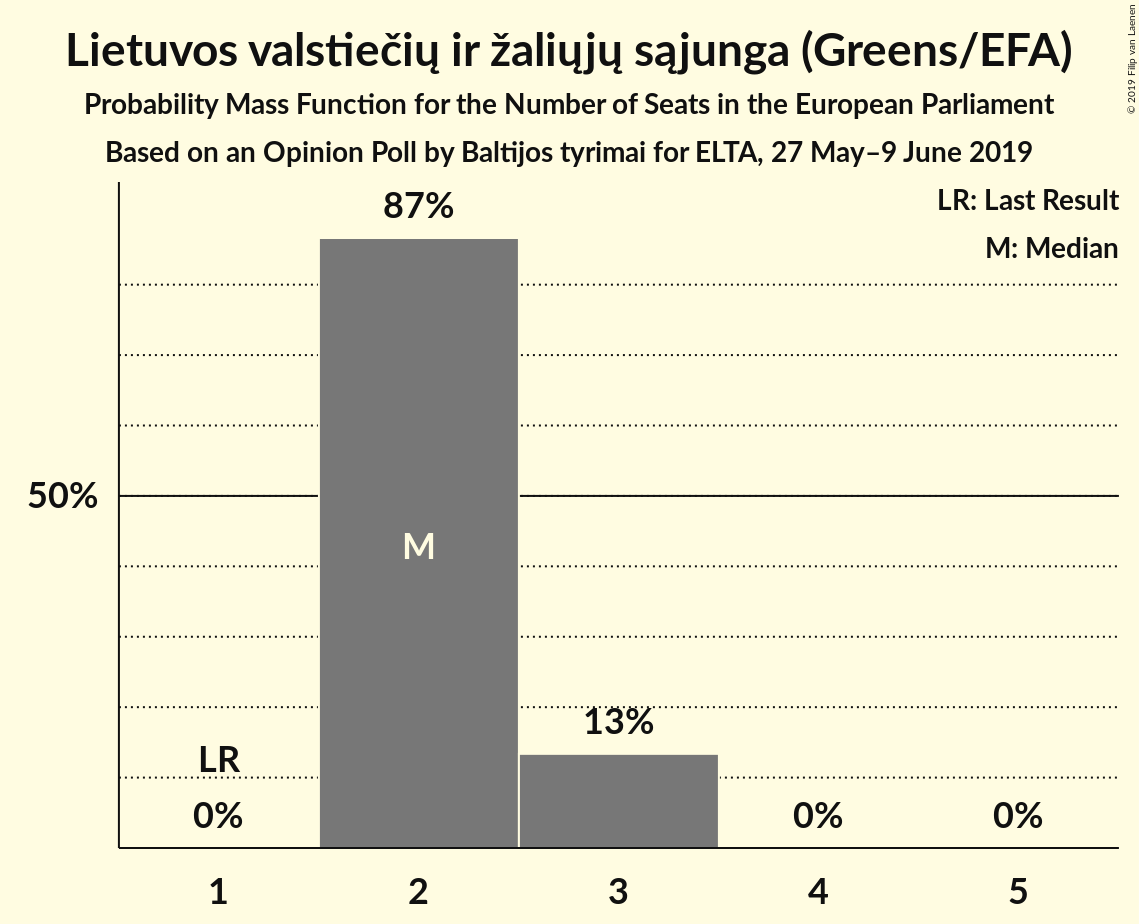 Lietuvos valstiečių ir žaliųjų sąjunga (Greens/EFA)
Probability Mass Function for the Number of Seats in the European Parliament
Based on an Opinion Poll by Baltijos tyrimai for ELTA, 27 May–9 June 2019
© 2019 Filip van Laenen
LR: Last Result
M: Median
87%
50%
M
13%
LR
0%
0%
0%
1
2
3
4
5